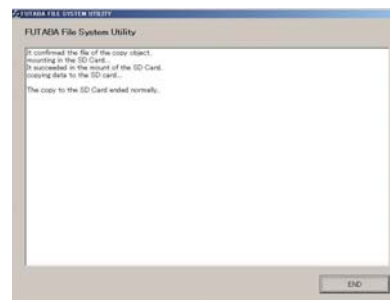 FUTABA FILE SYSTEM UTILITY
FUTABA File System Utility
It confirmed the file of the copy object.
mounting in the SD Card...
It succeeded in the mount of the SD Card.
copying data to the SD card...
The copy to the SD Card ended normally.
END